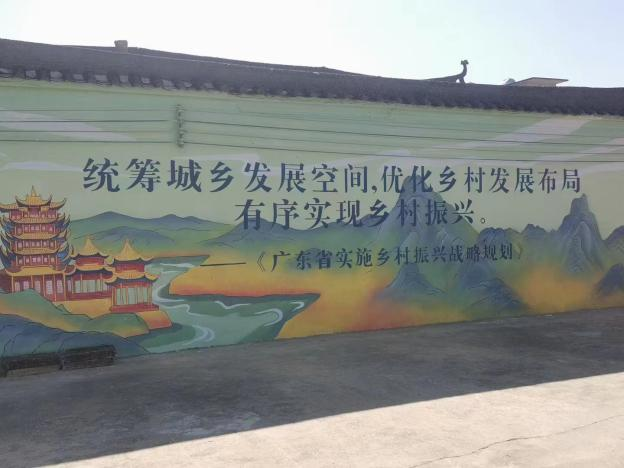 统筹城乡发展空间,优化乡村发展布局
有序实现乡村振兴。
——《广东省实施乡村振兴战略规划》